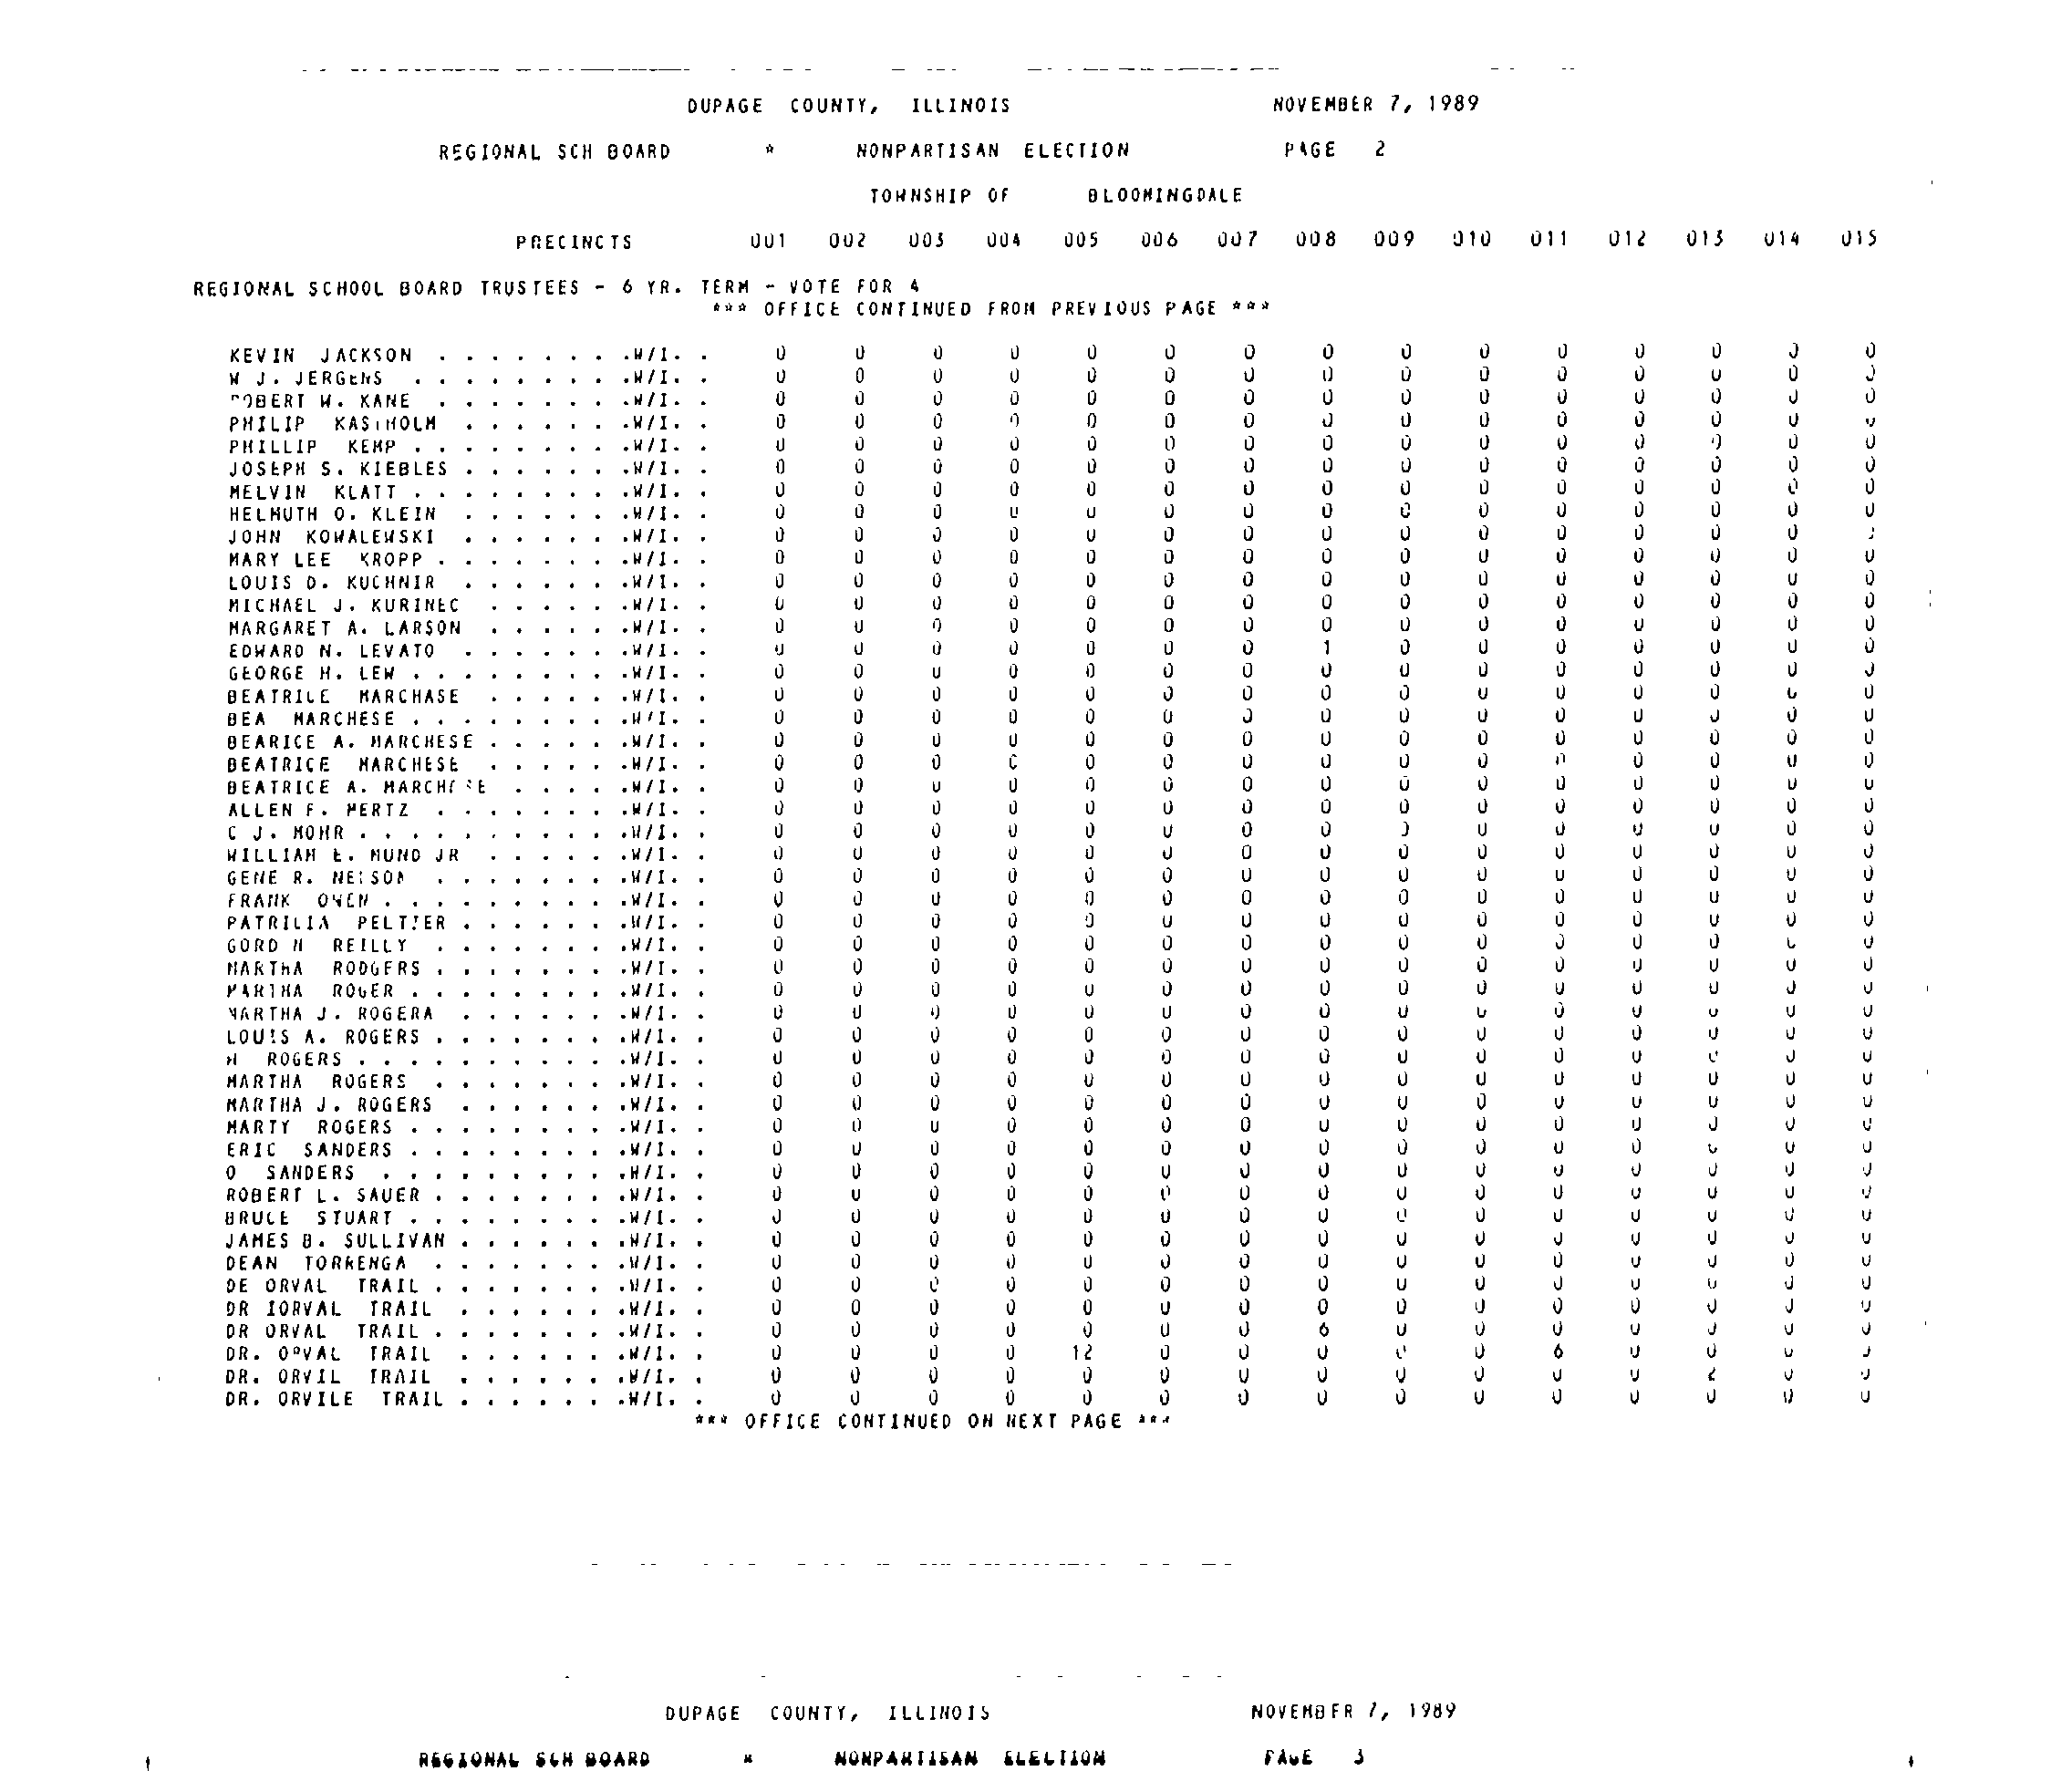 DUPAGE COUNTY, ILLINOIS NOVEMBER 7, 1989
REGIONAL SCH BOARD * NONPARTISAN ELECTION PAGE 2
TOWNSHIP OF BLOOMINGDALE
PRECINCTS 001 002 003 004 005 006 007 008 009 010 011 012 013 014 015
REGIONAL SCHOOL BOARD TRUSTEES - 6 YR. TERM - VOTE FOR 4
*** OFFICE CONTINUED FROM PREVIOUS PAGE ***
KEVIN JACKSON . . . . . . . .W/I. . 0 0 0 0 0 0 0 0 0 0 0 0 0 0 0
W J. JERGENS . . . . . . . . .W/I. . 0 0 0 0 0 0 0 0 0 0 0 0 0 0 0
ROBERT W. KANE . . . . . . . .W/I. . 0 0 0 0 0 0 0 0 0 0 0 0 0 0 0
PHILIP KASTHOLM . . . . . . .W/I. . 0 0 0 0 0 0 0 0 0 0 0 0 0 0 0
PHILLIP KEMP . . . . . . . . .W/I. . 0 0 0 0 0 0 0 0 0 0 0 0 0 0 0
JOSEPH S. KIEBLES . . . . . . .W/I. . 0 0 0 0 0 0 0 0 0 0 0 0 0 0 0
MELVIN KLATT . . . . . . . . .W/I. . 0 0 0 0 0 0 0 0 0 0 0 0 0 0 0
HELMUTH O. KLEIN . . . . . . .W/I. . 0 0 0 0 0 0 0 0 0 0 0 0 0 0 0
JOHN KOWALEWSKI . . . . . . .W/I. . 0 0 0 0 0 0 0 0 0 0 0 0 0 0 0
MARY LEE KROPP . . . . . . . .W/I. . 0 0 0 0 0 0 0 0 0 0 0 0 0 0 0
LOUIS D. KUCHNIR . . . . . . .W/I. . 0 0 0 0 0 0 0 0 0 0 0 0 0 0 0
MICHAEL J. KURINEC . . . . . .W/I. . 0 0 0 0 0 0 0 0 0 0 0 0 0 0 0
MARGARET A. LARSON . . . . . .W/I. . 0 0 0 0 0 0 0 0 0 0 0 0 0 0 0
EDWARD N. LEVATO . . . . . . .W/I. . 0 0 0 0 0 0 0 1 0 0 0 0 0 0 0
GEORGE H. LEW . . . . . . . . .W/I. . 0 0 0 0 0 0 0 0 0 0 0 0 0 0 0
BEATRILE MARCHASE . . . . . .W/I. . 0 0 0 0 0 0 0 0 0 0 0 0 0 0 0
BEA MARCHESE . . . . . . . . .W/I. . 0 0 0 0 0 0 0 0 0 0 0 0 0 0 0
BEARICE A. MARCHESE . . . . . .W/I. . 0 0 0 0 0 0 0 0 0 0 0 0 0 0 0
BEATRICE MARCHESE . . . . . .W/I. . 0 0 0 0 0 0 0 0 0 0 0 0 0 0 0
BEATRICE A. MARCHESE . . . . .W/I. . 0 0 0 0 0 0 0 0 0 0 0 0 0 0 0
ALLEN F. MERTZ . . . . . . . .W/I. . 0 0 0 0 0 0 0 0 0 0 0 0 0 0 0
C J. MOHR . . . . . . . . . . .W/I. . 0 0 0 0 0 0 0 0 0 0 0 0 0 0 0
WILLIAM E. MUND JR . . . . . .W/I. . 0 0 0 0 0 0 0 0 0 0 0 0 0 0 0
GENE R. NELSON . . . . . . . .W/I. . 0 0 0 0 0 0 0 0 0 0 0 0 0 0 0
FRANK OWEN . . . . . . . . . .W/I. . 0 0 0 0 0 0 0 0 0 0 0 0 0 0 0
PATRILIA PELTIER . . . . . . .W/I. . 0 0 0 0 0 0 0 0 0 0 0 0 0 0 0
GORD N REILLY . . . . . . . .W/I. . 0 0 0 0 0 0 0 0 0 0 0 0 0 0 0
MARTHA RODGERS . . . . . . . .W/I. . 0 0 0 0 0 0 0 0 0 0 0 0 0 0 0
MARTHA ROGER . . . . . . . . .W/I. . 0 0 0 0 0 0 0 0 0 0 0 0 0 0 0
MARTHA J. ROGERA . . . . . . .W/I. . 0 0 0 0 0 0 0 0 0 0 0 0 0 0 0
LOUIS A. ROGERS . . . . . . . .W/I. . 0 0 0 0 0 0 0 0 0 0 0 0 0 0 0
M ROGERS . . . . . . . . . . .W/I. . 0 0 0 0 0 0 0 0 0 0 0 0 0 0 0
MARTHA ROGERS . . . . . . . .W/I. . 0 0 0 0 0 0 0 0 0 0 0 0 0 0 0
MARTHA J. ROGERS . . . . . . .W/I. . 0 0 0 0 0 0 0 0 0 0 0 0 0 0 0
MARTY ROGERS . . . . . . . . .W/I. . 0 0 0 0 0 0 0 0 0 0 0 0 0 0 0
ERIC SANDERS . . . . . . . . .W/I. . 0 0 0 0 0 0 0 0 0 0 0 0 0 0 0
O SANDERS . . . . . . . . . .W/I. . 0 0 0 0 0 0 0 0 0 0 0 0 0 0 0
ROBERT L. SAUER . . . . . . . .W/I. . 0 0 0 0 0 0 0 0 0 0 0 0 0 0 0
BRUCE STUART . . . . . . . . .W/I. . 0 0 0 0 0 0 0 0 0 0 0 0 0 0 0
JAMES B. SULLIVAN . . . . . . .W/I. . 0 0 0 0 0 0 0 0 0 0 0 0 0 0 0
DEAN TORRENGA . . . . . . . .W/I. . 0 0 0 0 0 0 0 0 0 0 0 0 0 0 0
DE ORVAL TRAIL . . . . . . . .W/I. . 0 0 0 0 0 0 0 0 0 0 0 0 0 0 0
DR IORVAL TRAIL . . . . . . .W/I. . 0 0 0 0 0 0 0 0 0 0 0 0 0 0 0
DR ORVAL TRAIL . . . . . . . .W/I. . 0 0 0 0 0 0 0 6 0 0 0 0 0 0 0
DR. ORVAL TRAIL . . . . . . .W/I. . 0 0 0 0 12 0 0 0 0 0 6 0 0 0 0
DR. ORVIL TRAIL . . . . . . .W/I. . 0 0 0 0 0 0 0 0 0 0 0 0 2 0 0
DR. ORVILE TRAIL . . . . . . .W/I. . 0 0 0 0 0 0 0 0 0 0 0 0 0 0 0
*** OFFICE CONTINUED ON NEXT PAGE ***
DUPAGE COUNTY, ILLINOIS NOVEMBER 7, 1989
REGIONAL SCH BOARD * NONPARTISAN ELECTION PAGE 3